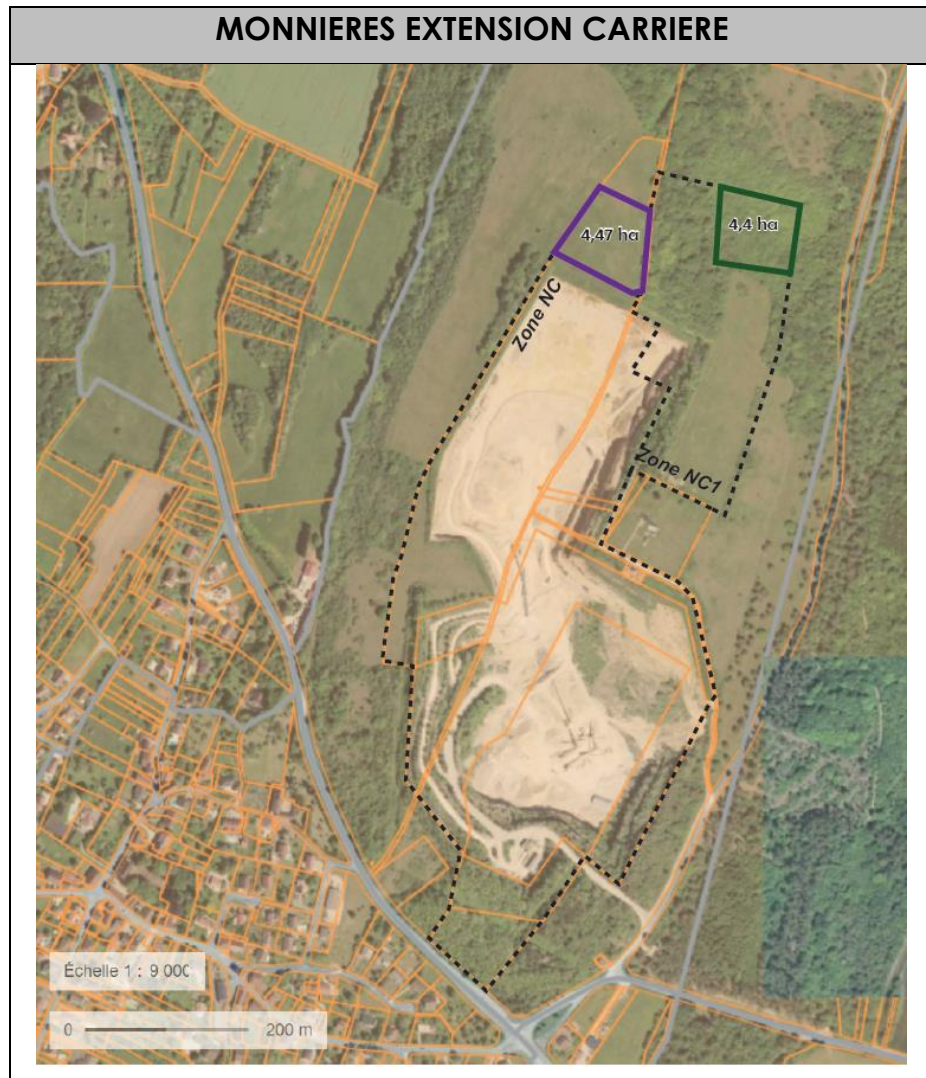 MONNIERES EXTENSION CARRIERE
4,47 ha
4,4 ha
Zone NC
Zone NC1
Échelle 1 : 9 000
0 200 m